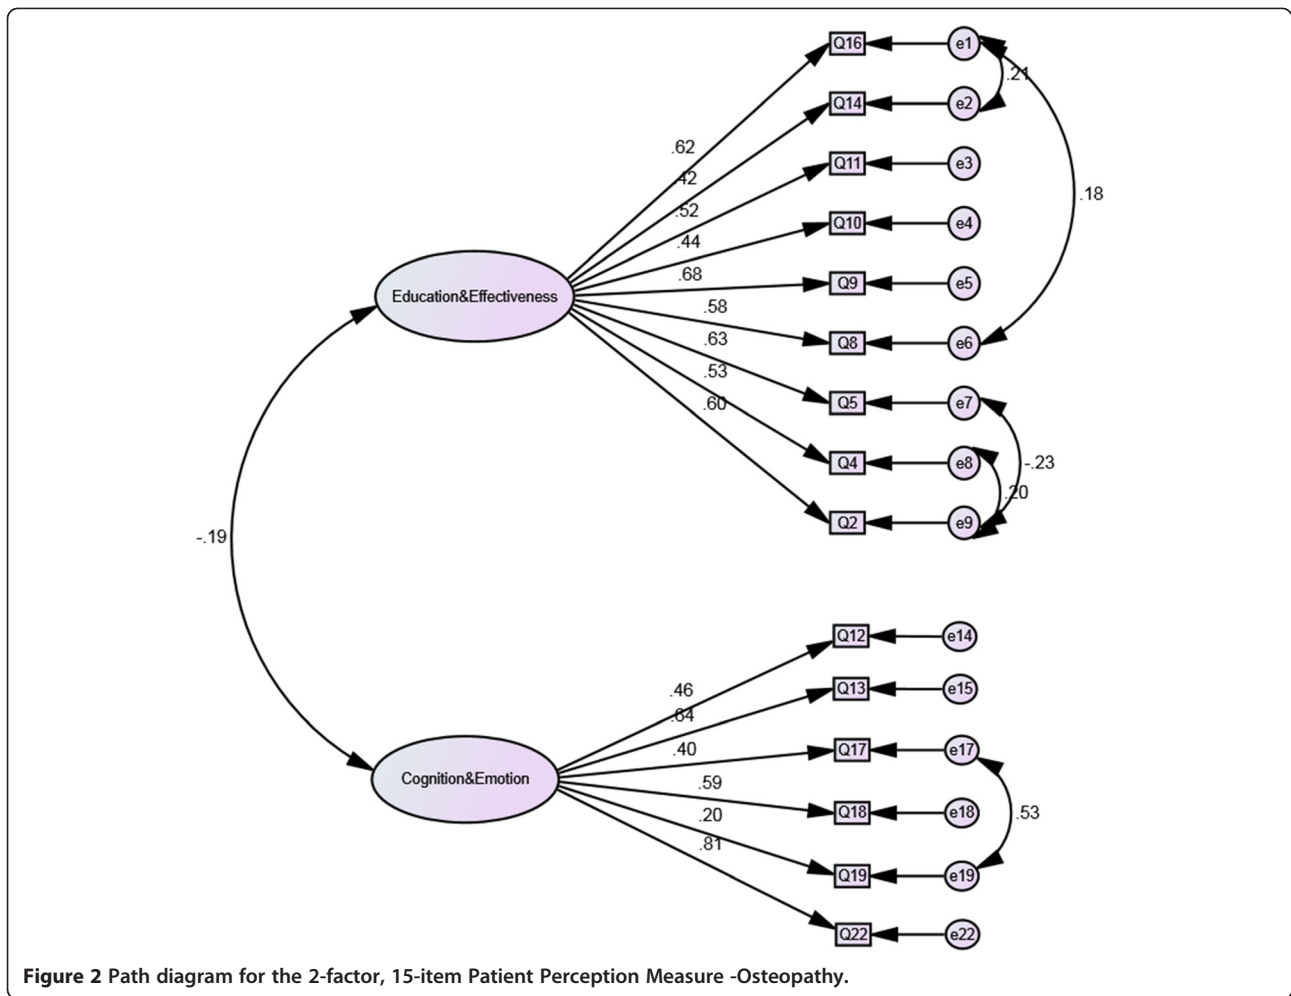 Q16
e1
.21
Q14
e2
.62
.42
Q11
e3
.52
Q10
e4
.18
.44
.68
Q9
e5
Education&Effectiveness
.58
.63
Q8
e6
.53
.60
Q5
e7
Q4
e8
-.23
.20
Q2
e9
-.19
Q12
e14
.46
.64
Q13
e15
.40
Q17
e17
Cognition&Emotion
.59
.20
Q18
e18
.53
.81
Q19
e19
Q22
e22
Figure 2 Path diagram for the 2-factor, 15-item Patient Perception Measure -Osteopathy.